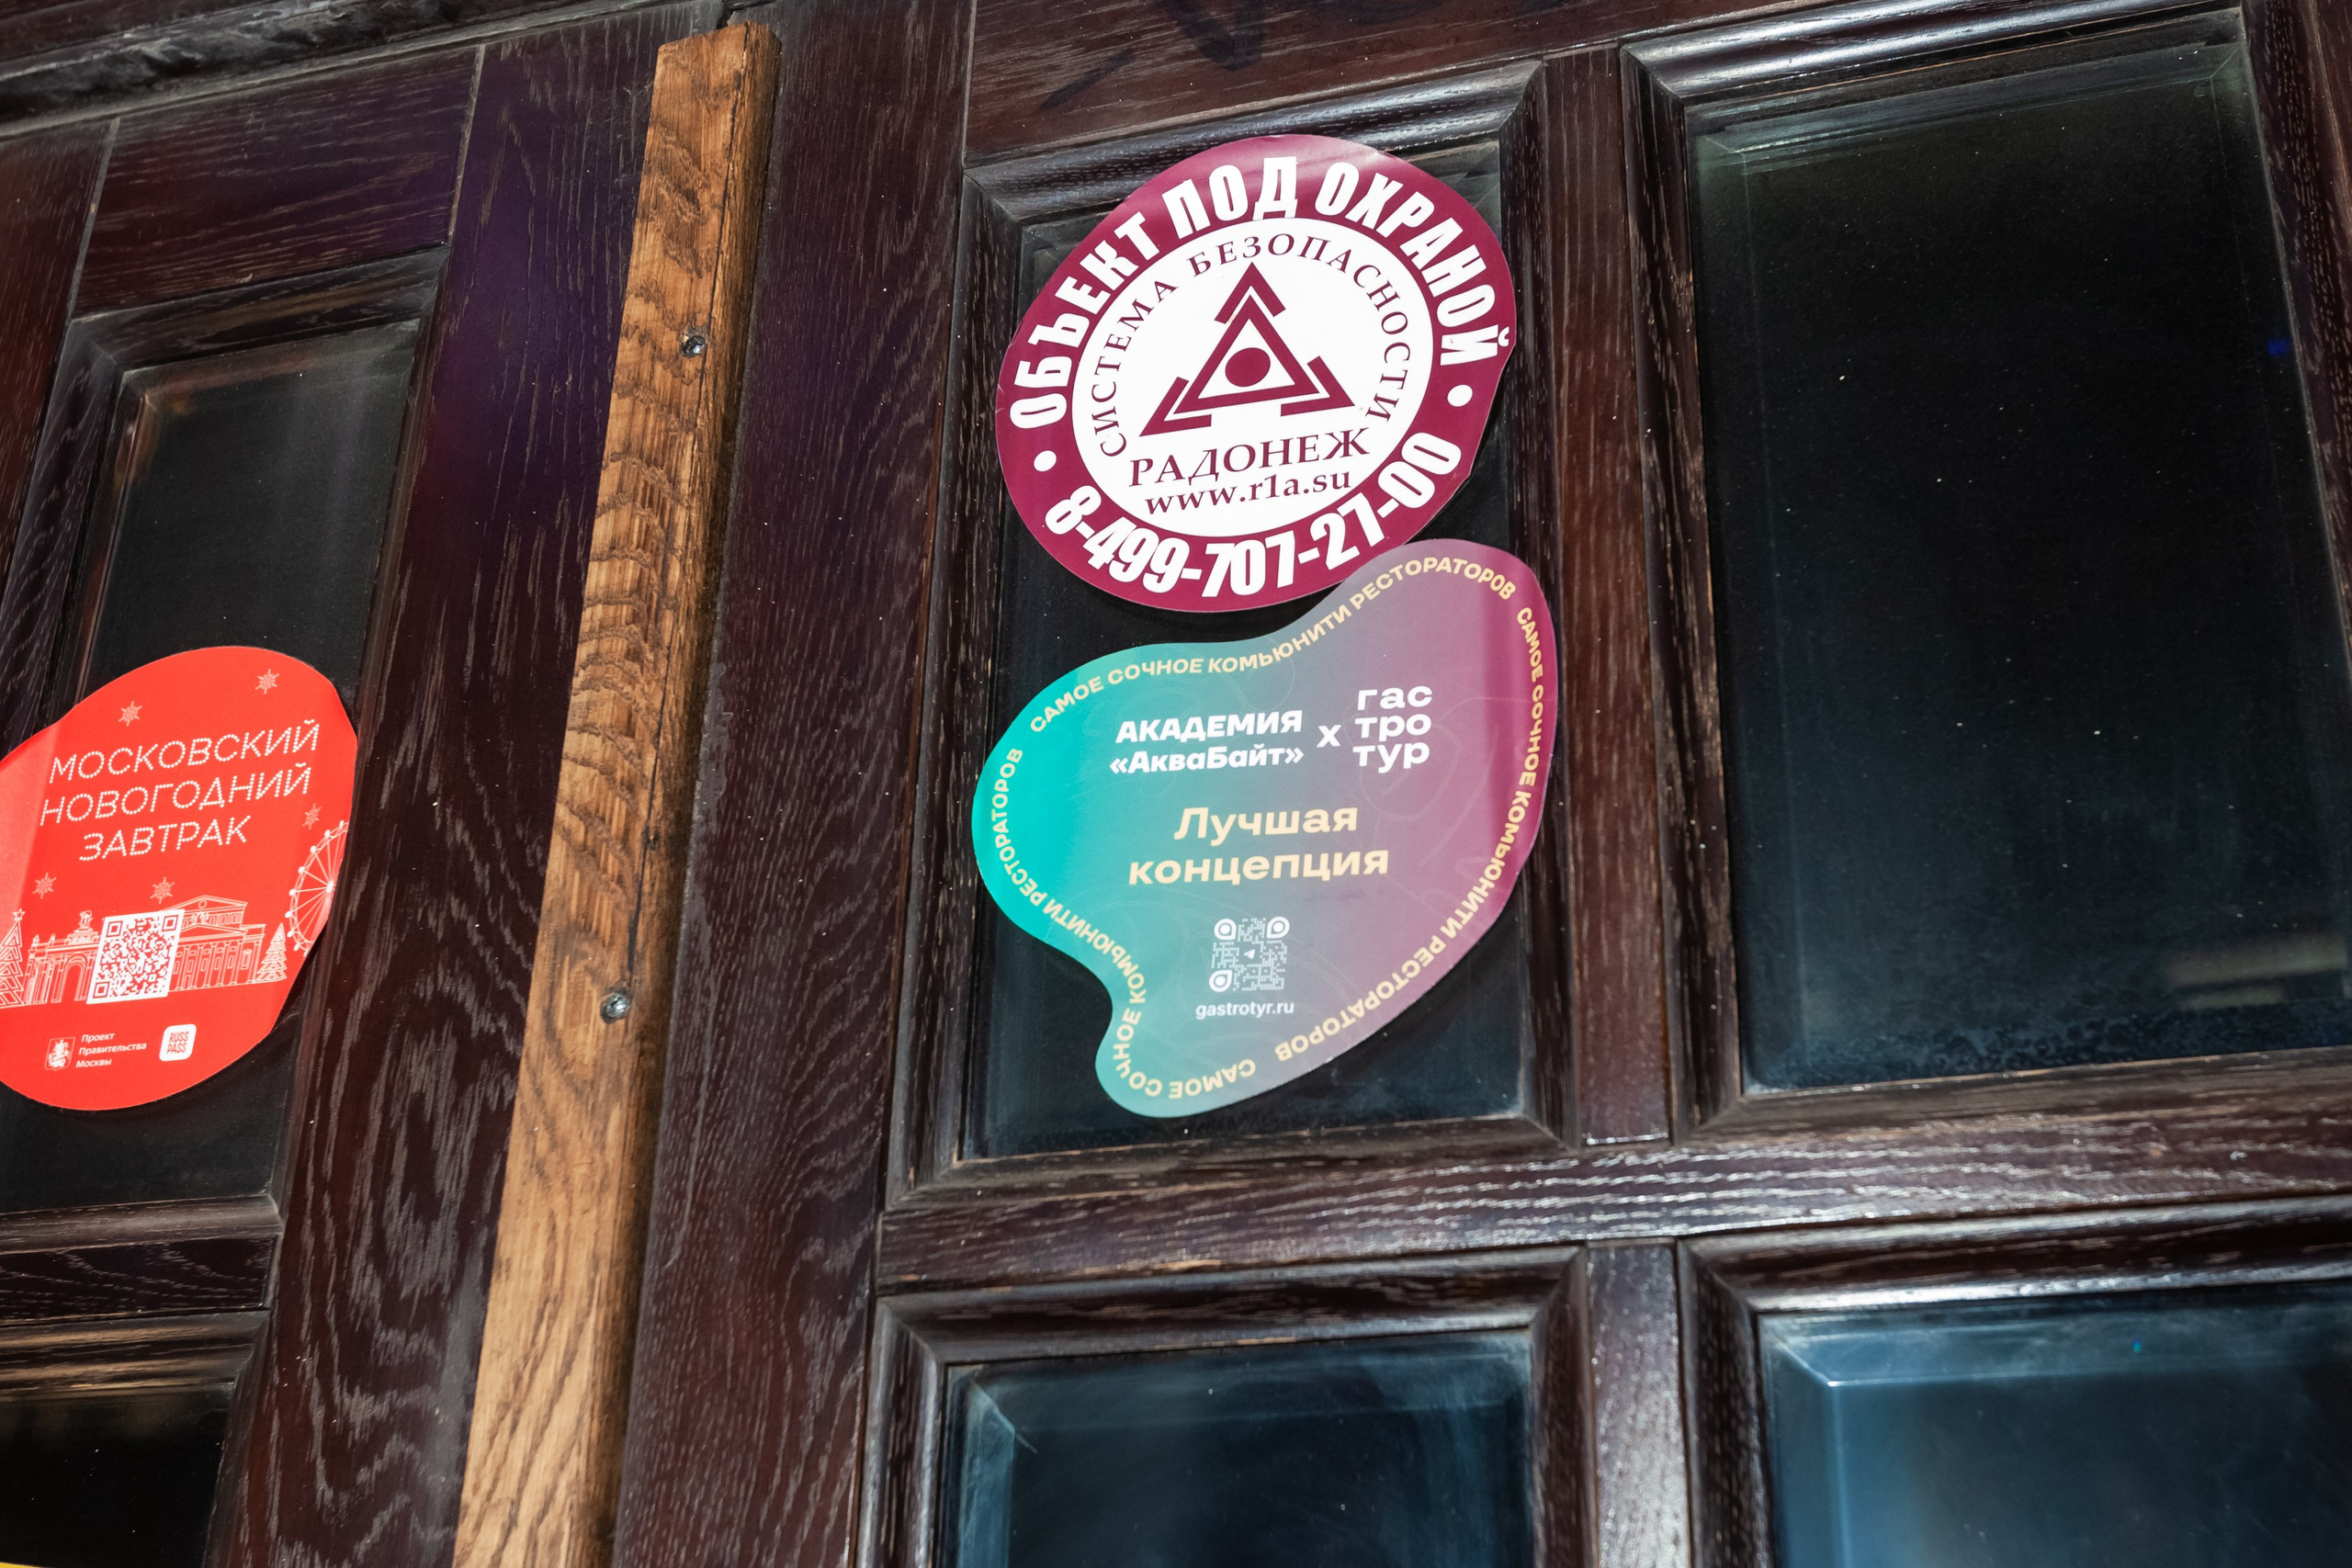 МОСКОВСКИЙ
НОВОГОДНИЙ
ЗАВТРАК
Проект
Правительства
Москвы
RUSS
PASS
ОБЪЕКТ ПОД ОХРАНОЙ
СИСТЕМА БЕЗОПАСНОСТИ
РАДОНЕЖ
www.r1a.su
8-499-707-27-00
САМОЕ СОЧНОЕ КОМЬЮНИТИ РЕСТОРАТОРОВ
САМОЕ СОЧНОЕ КОМЬЮНИТИ РЕСТОРАТОРОВ
САМОЕ СОЧНОЕ КОМЬЮНИТИ РЕСТОРАТОРОВ
АКАДЕМИЯ
«АкваБайт»
x
гас
тро
тур
Лучшая
концепция
gastrotyr.ru